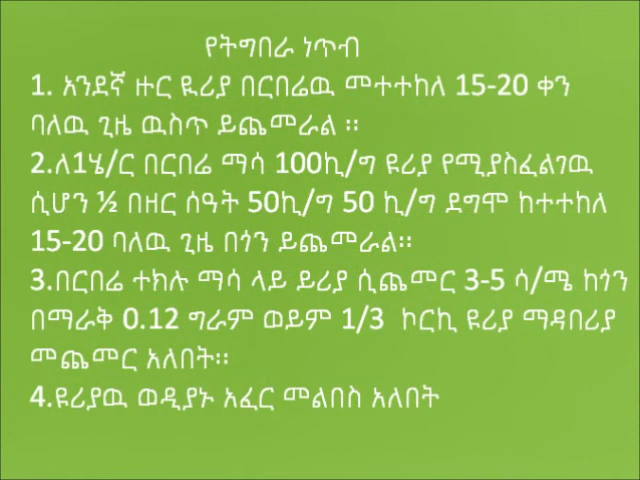 የትግበራ ነጥብ
1. አንደኛ ዙር ዪሪያ በርበሬዉ መተተከለ 15-20 ቀን
ባለዉ ጊዜ ዉስጥ ይጨመራል ፡፡
2.ለ1ሄ/ር በርበሬ ማሳ 100ኪ/ግ ዩሪያ የሚያስፈልገዉ
ሲሆን ½ በዘር ሰዓት 50ኪ/ግ 50 ኪ/ግ ደግሞ ከተተከለ
15-20 ባለዉ ጊዜ በጎን ይጨመራል፡፡
3.በርበሬ ተክሉ ማሳ ላይ ይሪያ ሲጨመር 3-5 ሳ/ሜ ከጎን
በማራቅ 0.12 ግራም ወይም 1/3 ኮርኪ ዩሪያ ማዳበሪያ
መጨመር አለበት፡፡
4.ዩሪያዉ ወዲያኑ አፈር መልበስ አለበት